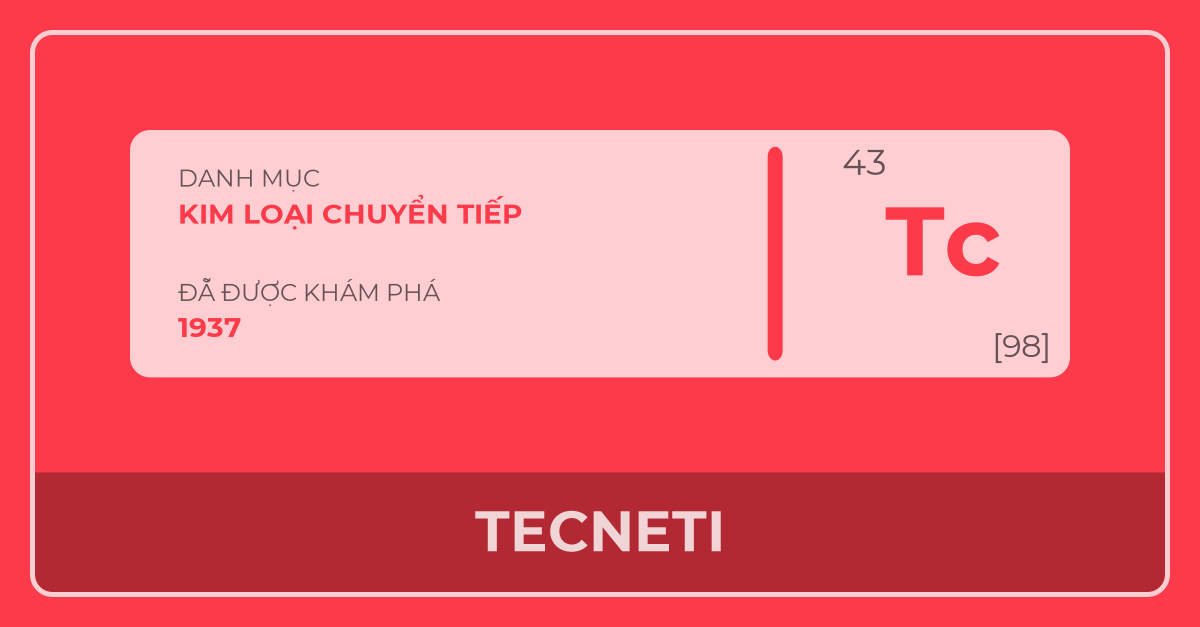 DANH MỤC
KIM LOẠI CHUYỂN TIẾP
ĐÃ ĐƯỢC KHÁM PHÁ
1937
43
Tc
[98]
TECNETI